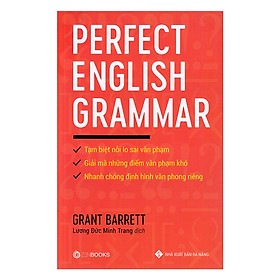 PERFECT
ENGLISH
GRAMMAR
Tạm biệt nỗi lo sai văn phạm
Giải mã những điểm văn phạm khó
Nhanh chóng định hình văn phong riêng
GRANT BARRETT
Lương Đức Minh Trang dịch
ZENBOOKS
NHÀ XUẤT BẢN ĐÀ NẴNG